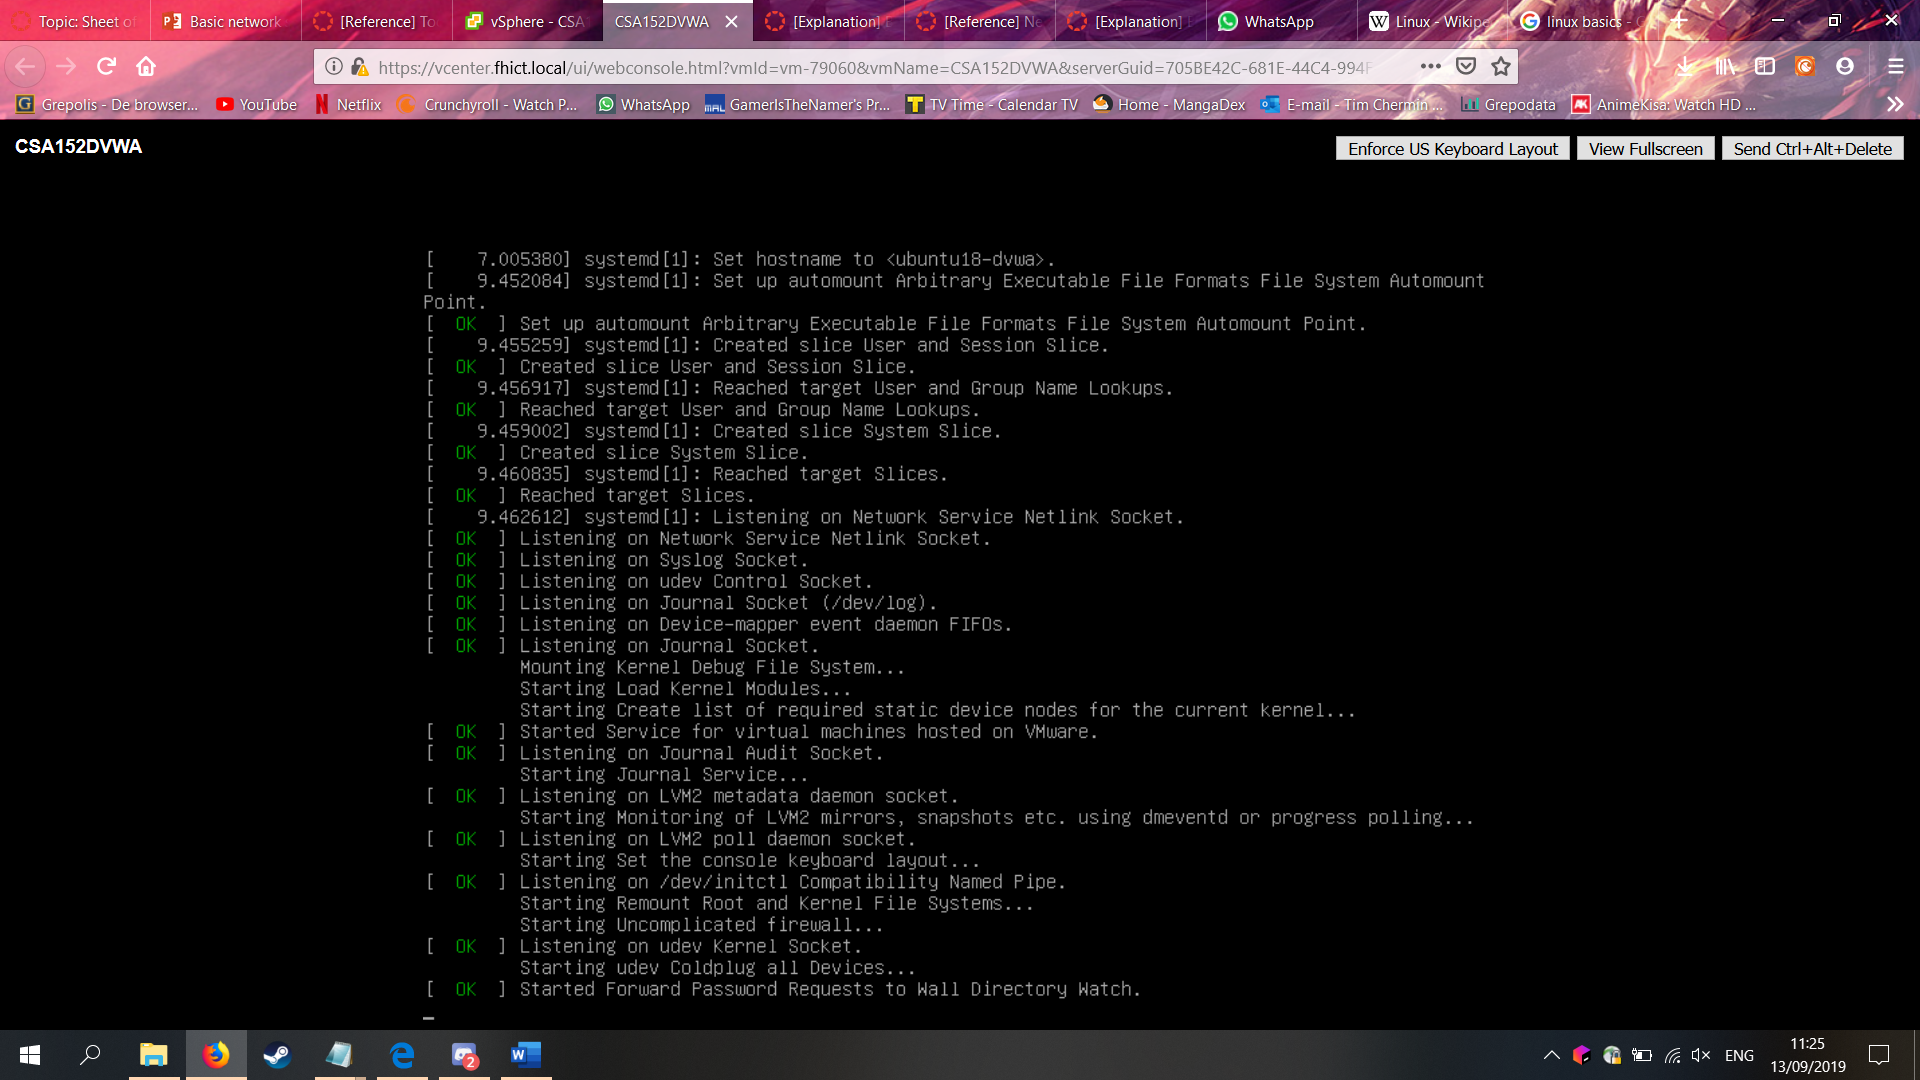 Topic: Sheet o
Basic network
[Reference] To
vSphere - CSA
CSA152DVWA
[Explanation] E
[Reference] Ne
[Explanation]
WhatsApp
Linux - Wikipe
linux basics -
https://vcenter.fhict.local/ui/webconsole.html?vmId=vm-79060&vmName=CSA152DVWA&serverGuid=705BE42C-681E-44C4-994F
Grepolis - De browser...
YouTube
Netflix
Crunchyroll - Watch P...
WhatsApp
GamerIsTheNamer's Pr...
TV Time - Calendar TV
Home - MangaDex
E-mail - Tim Chermin ...
Grepodata
AnimeKisa: Watch HD ...
CSA152DVWA
Enforce US Keyboard Layout
View Fullscreen
Send Ctrl+Alt+Delete
[    7.005380] systemd[1]: Set hostname to <ubuntu18-dvwa>.
[    9.452084] systemd[1]: Set up automount Arbitrary Executable File Formats File System Automount
Point.
[  OK  ] Set up automount Arbitrary Executable File Formats File System Automount Point.
[    9.455259] systemd[1]: Created slice User and Session Slice.
[  OK  ] Created slice User and Session Slice.
[    9.456917] systemd[1]: Reached target User and Group Name Lookups.
[  OK  ] Reached target User and Group Name Lookups.
[    9.459002] systemd[1]: Created slice System Slice.
[  OK  ] Created slice System Slice.
[    9.460835] systemd[1]: Reached target Slices.
[  OK  ] Reached target Slices.
[    9.462612] systemd[1]: Listening on Network Service Netlink Socket.
[  OK  ] Listening on Network Service Netlink Socket.
[  OK  ] Listening on Syslog Socket.
[  OK  ] Listening on udev Control Socket.
[  OK  ] Listening on Journal Socket (/dev/log).
[  OK  ] Listening on Device-mapper event daemon FIFOs.
[  OK  ] Listening on Journal Socket.
Mounting Kernel Debug File System...
Starting Load Kernel Modules...
Starting Create list of required static device nodes for the current kernel...
[  OK  ] Started Service for virtual machines hosted on VMware.
[  OK  ] Listening on Journal Audit Socket.
Starting Journal Service...
[  OK  ] Listening on LVM2 metadata daemon socket.
Starting Monitoring of LVM2 mirrors, snapshots etc. using dmeventd or progress polling...
[  OK  ] Listening on LVM2 poll daemon socket.
Starting Set the console keyboard layout...
[  OK  ] Listening on /dev/initctl Compatibility Named Pipe.
Starting Remount Root and Kernel File Systems...
Starting Uncomplicated firewall...
[  OK  ] Listening on udev Kernel Socket.
Starting udev Coldplug all Devices...
[  OK  ] Started Forward Password Requests to Wall Directory Watch.
2
ENG
11:25
13/09/2019